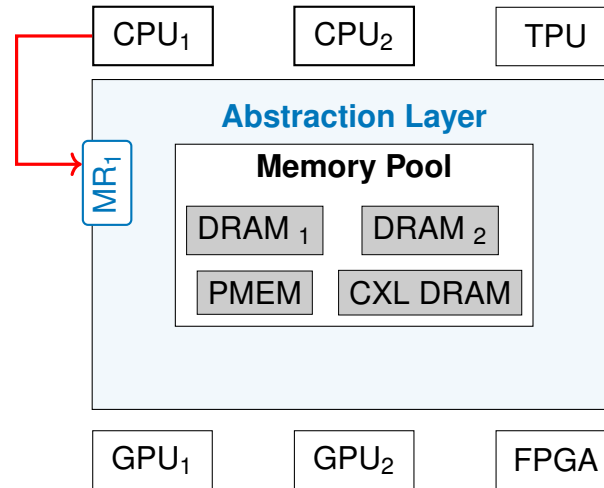 CPU₁ CPU₂ TPU
Abstraction Layer
MR₁
Memory Pool
DRAM ₁ DRAM ₂
PMEM CXL DRAM
GPU₁ GPU₂ FPGA